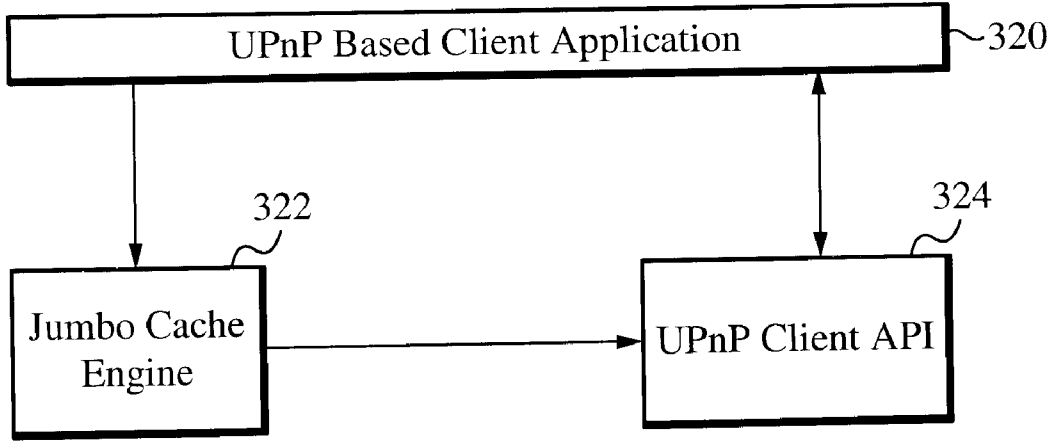 UPnP Based Client Application
320
322
324
Jumbo Cache
Engine
UPnP Client API